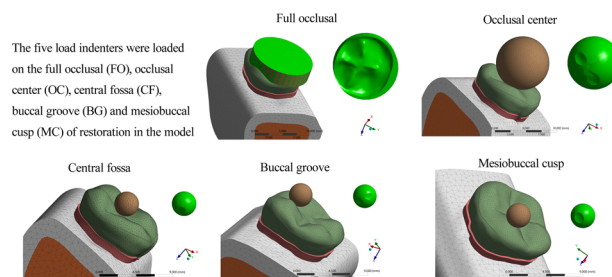 Full occlusal
Occlusal center
The five load indenters were loaded
on the full occlusal (FO), occlusal
center (OC), central fossa (CF),
buccal groove (BG) and mesiobuccal
cusp (MC) of restoration in the model
Central fossa
Buccal groove
Mesiobuccal cusp